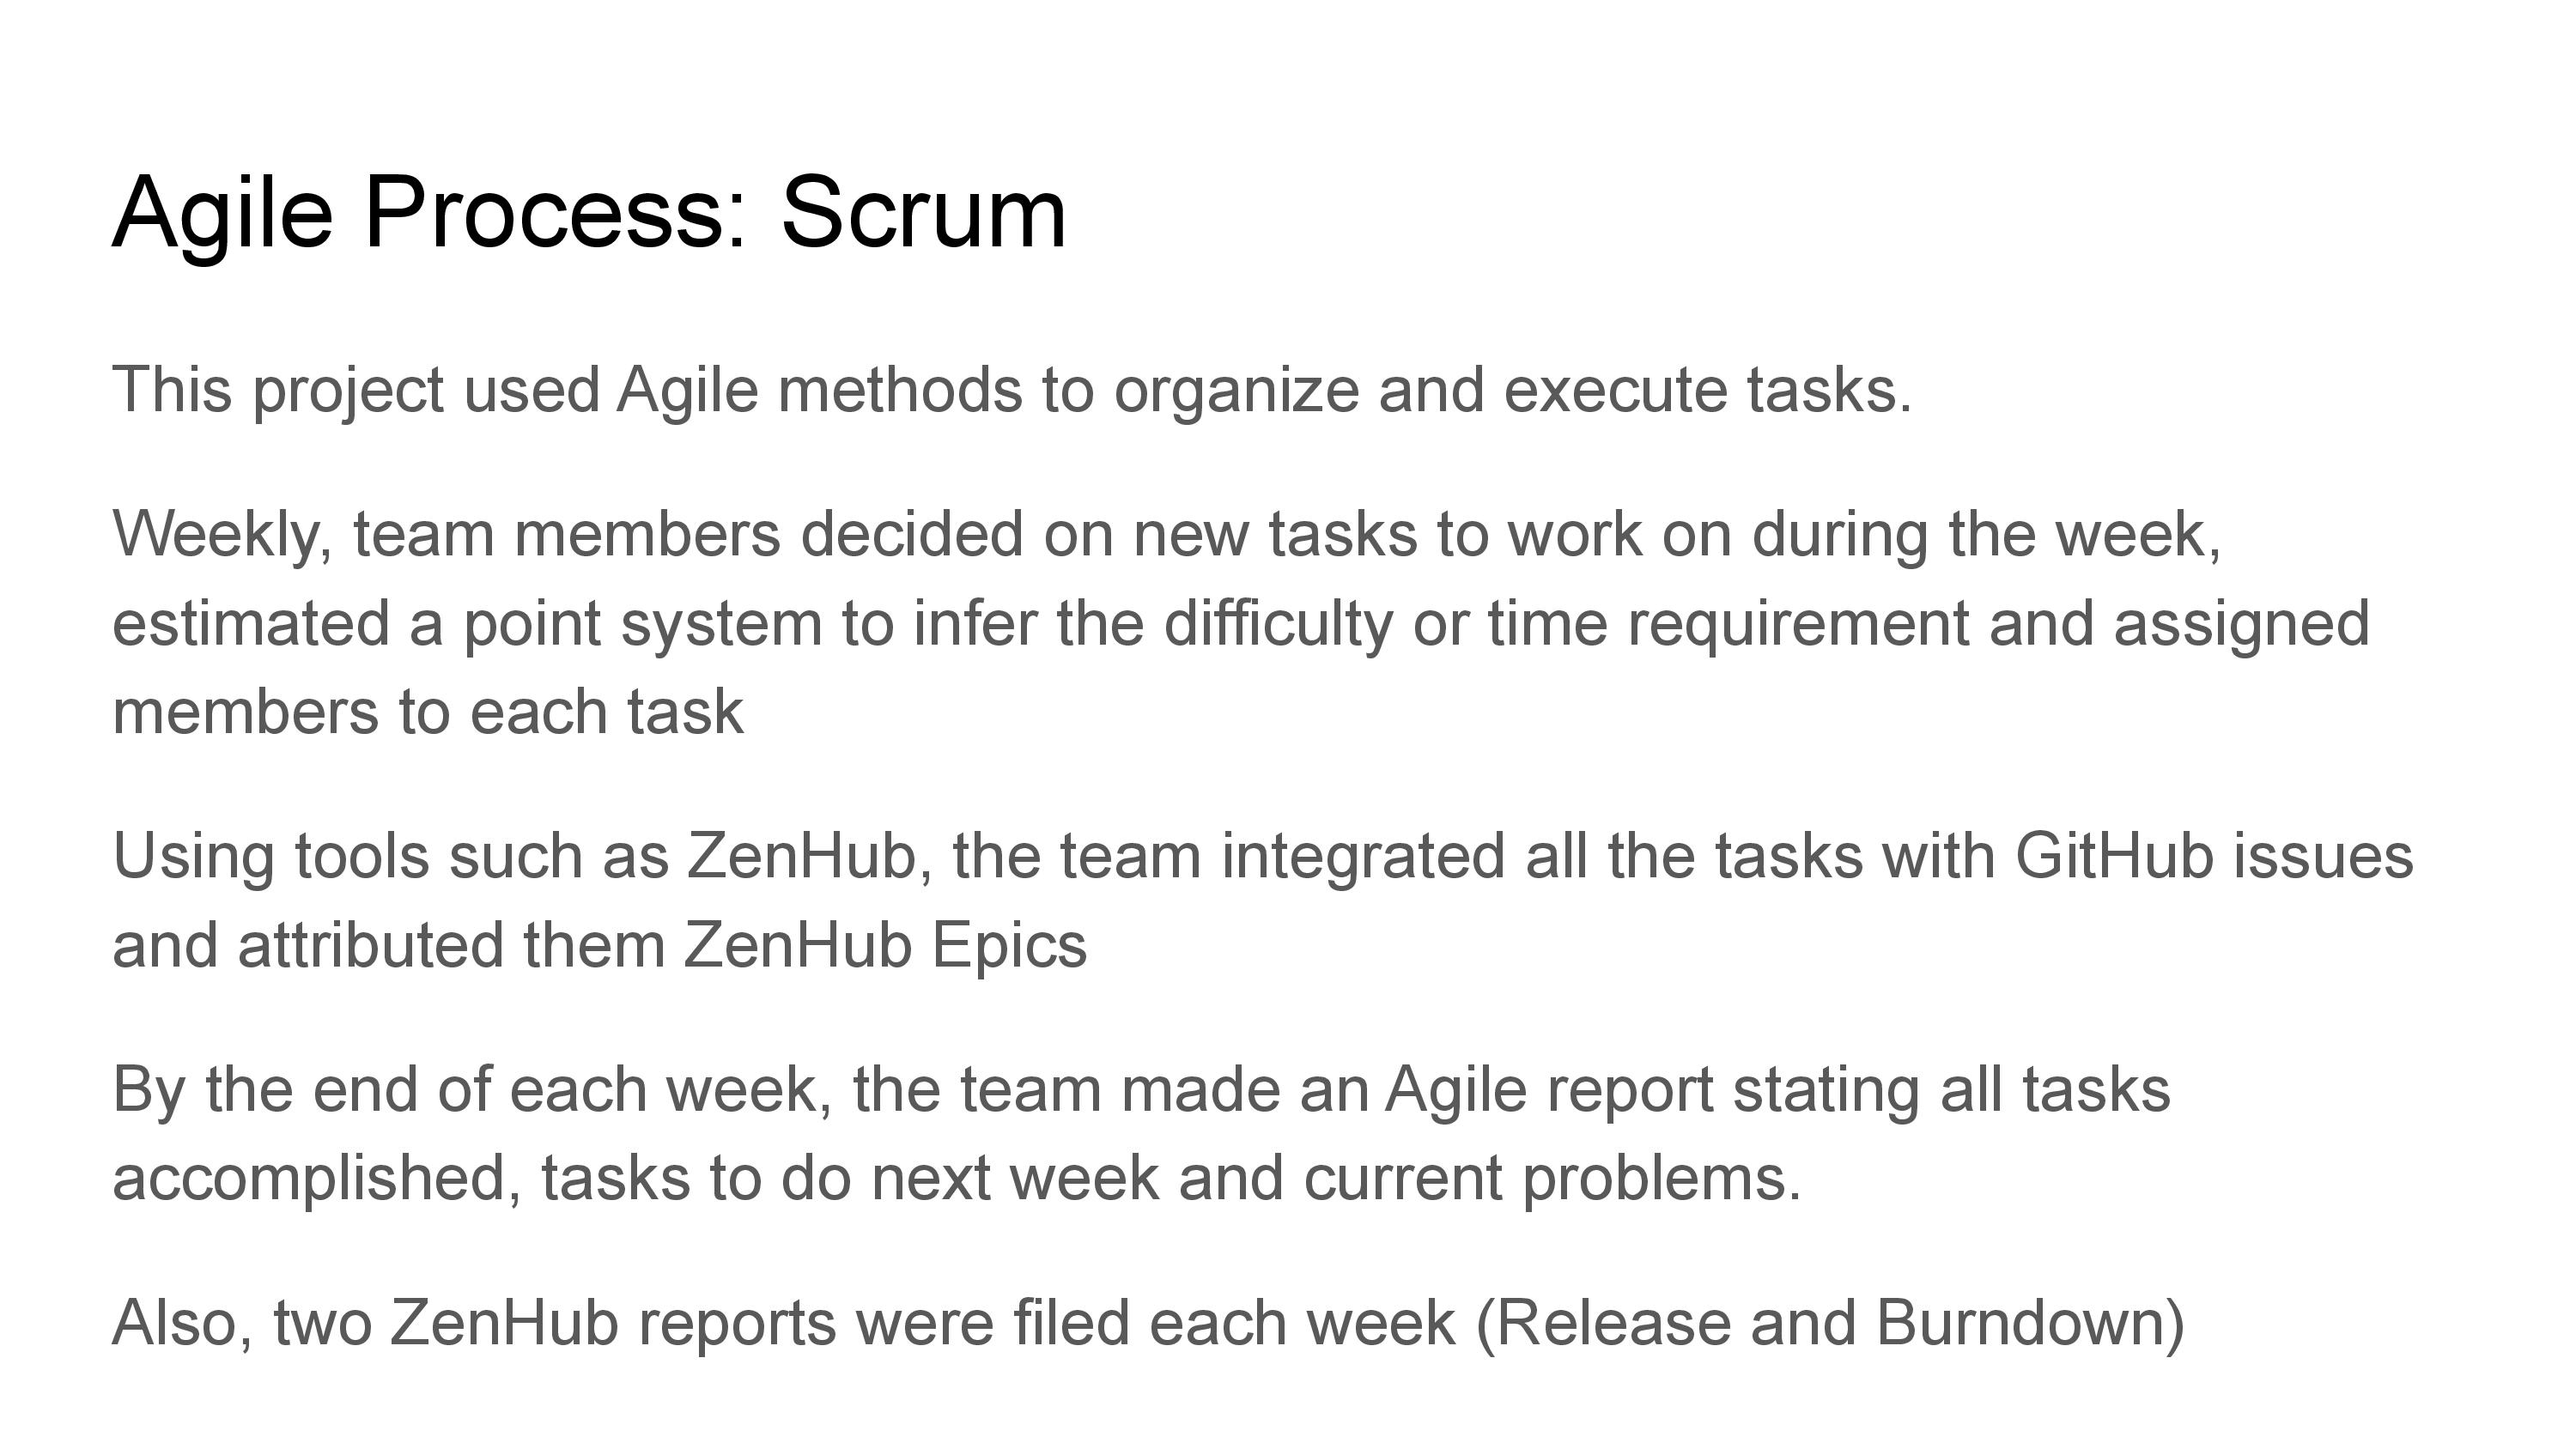 Agile Process: Scrum
This project used Agile methods to organize and execute tasks.
Weekly, team members decided on new tasks to work on during the week,
estimated a point system to infer the difficulty or time requirement and assigned
members to each task
Using tools such as ZenHub, the team integrated all the tasks with GitHub issues
and attributed them ZenHub Epics
By the end of each week, the team made an Agile report stating all tasks
accomplished, tasks to do next week and current problems.
Also, two ZenHub reports were filed each week (Release and Burndown)